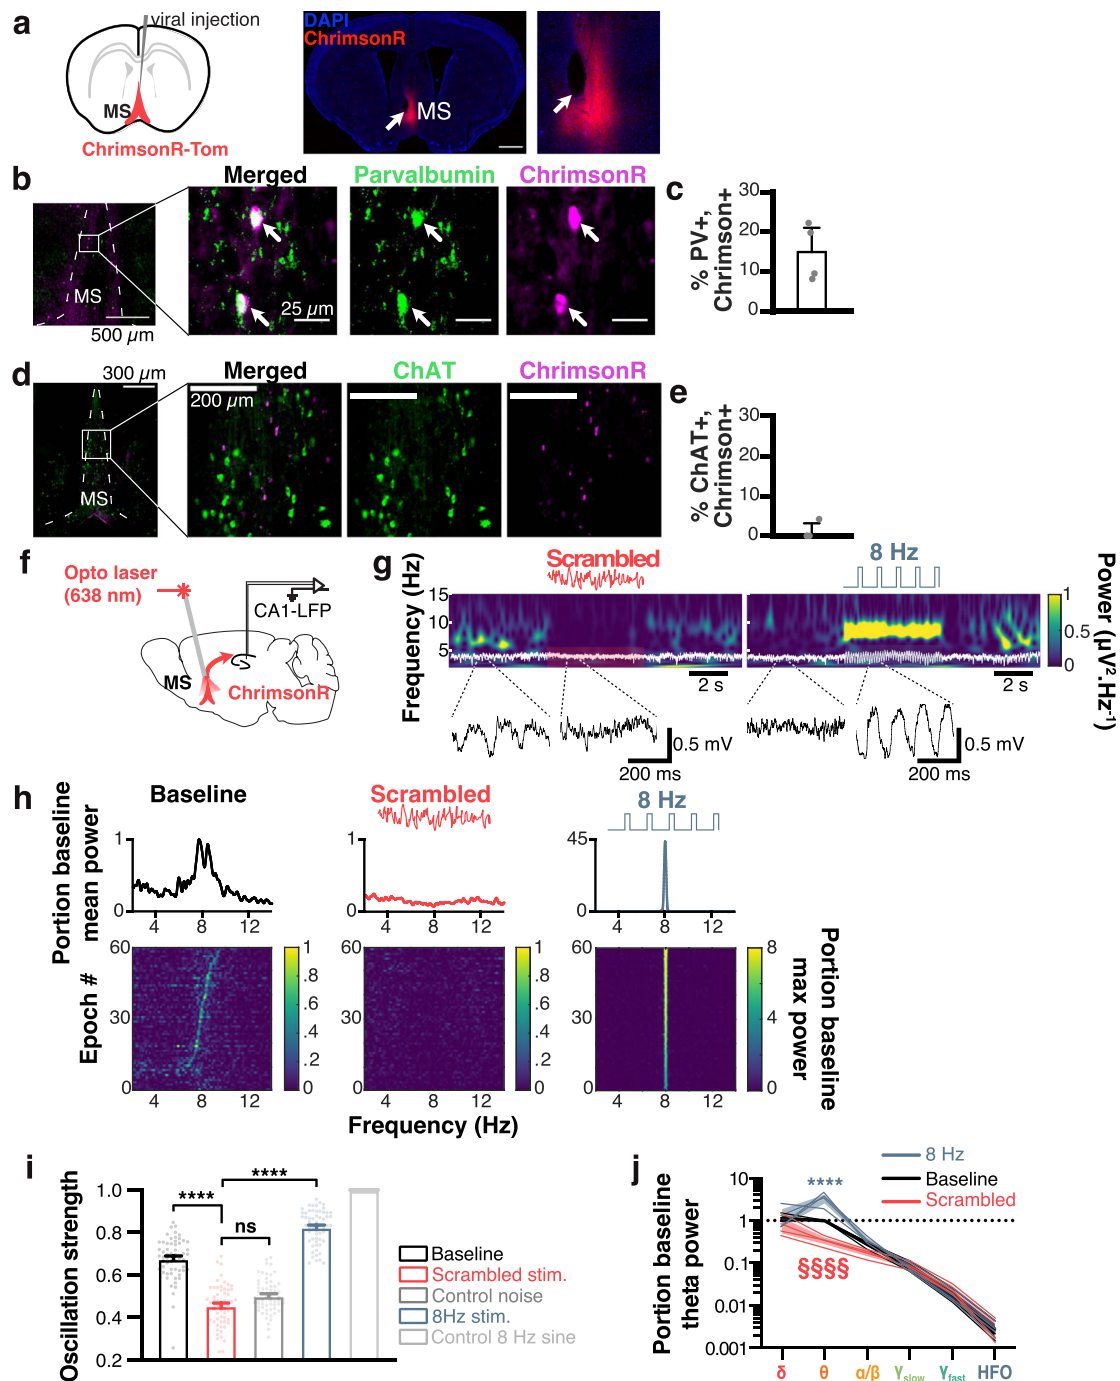 a
viral injection
MS
ChrimsonR-Tom
DAPI
ChrimsonR
MS
b
Merged
Parvalbumin
ChrimsonR
MS
500 µm
25 µm
c
% PV+,
Chrimson+
30
20
10
0
d
300 µm
Merged
ChAT
ChrimsonR
200 µm
MS
e
% ChAT+,
Chrimson+
30
20
10
0
f
Opto laser
(638 nm)
CA1-LFP
MS
ChrimsonR
g
Scrambled
8 Hz
Frequency (Hz)
15
10
5
2 s
2 s
1
0.5
0
Power (µV².Hz⁻¹)
0.5 mV
200 ms
0.5 mV
200 ms
h
Baseline
Scrambled
8 Hz
Portion baseline
mean power
1
0
4 8 12
1
0
4 8 12
45
0
4 8 12
Epoch #
60
30
0
4 8 12
1
.8
.6
.4
.2
0
60
30
0
4 8 12
1
.8
.6
.4
.2
0
4 8 12
8
4
0
Portion baseline
max power
Frequency (Hz)
i
Oscillation strength
1.0
0.8
0.6
0.4
0.2
****
****
ns
Baseline
Scrambled stim.
Control noise
8Hz stim.
Control 8 Hz sine
j
8 Hz
Baseline
Scrambled
Portion baseline
theta power
10
1
0.1
0.01
0.001
****
§§§§
δ θ α/β γslow γfast HFO